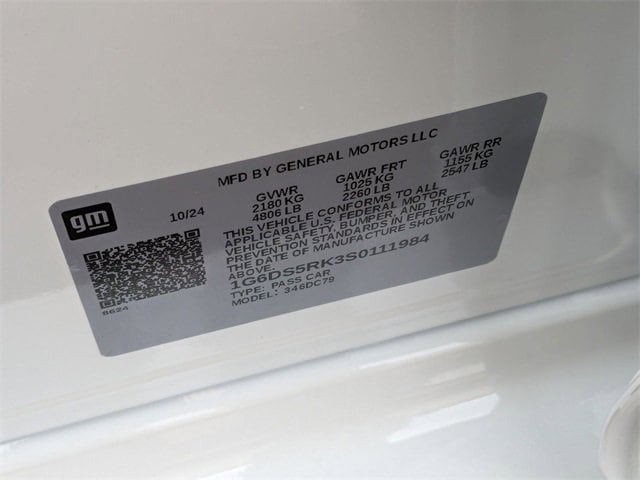 gm
MFD BY GENERAL MOTORS LLC
10/24
GVWR GAWR FRT GAWR RR
2180 KG 1025 KG 1155 KG
4806 LB 2260 LB 2547 LB
THIS VEHICLE CONFORMS TO ALL
APPLICABLE U.S. FEDERAL MOTOR
VEHICLE SAFETY, BUMPER, AND THEFT
PREVENTION STANDARDS IN EFFECT ON
THE DATE OF MANUFACTURE SHOWN
ABOVE.
1G6DS5RK3S0111984
TYPE: PASS CAR
MODEL: 346DC79
6624